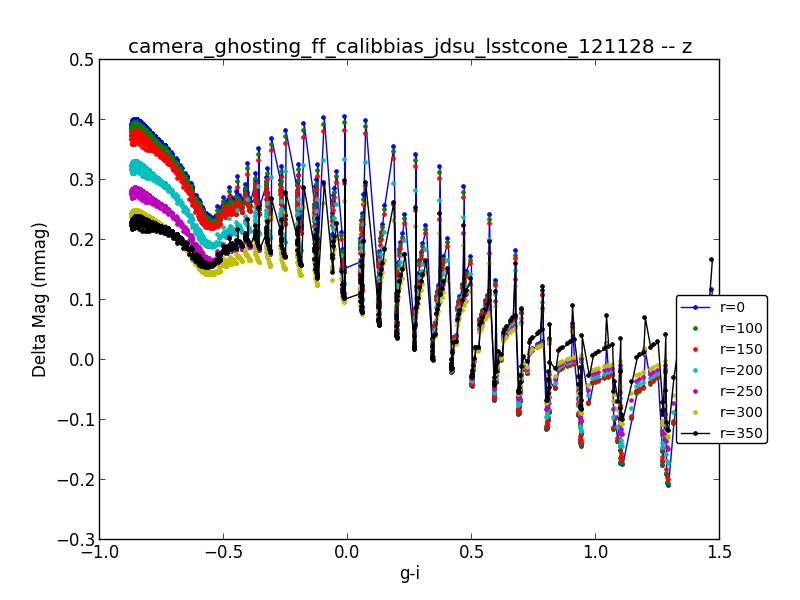 camera_ghosting_ff_calibbias_jdsu_lsstcone_121128 -- z
0.5
0.4
0.3
0.2
0.1
0.0
−0.1
−0.2
−0.3
Delta Mag (mmag)
−1.0
−0.5
0.0
0.5
1.0
1.5
g-i
r=0
r=100
r=150
r=200
r=250
r=300
r=350